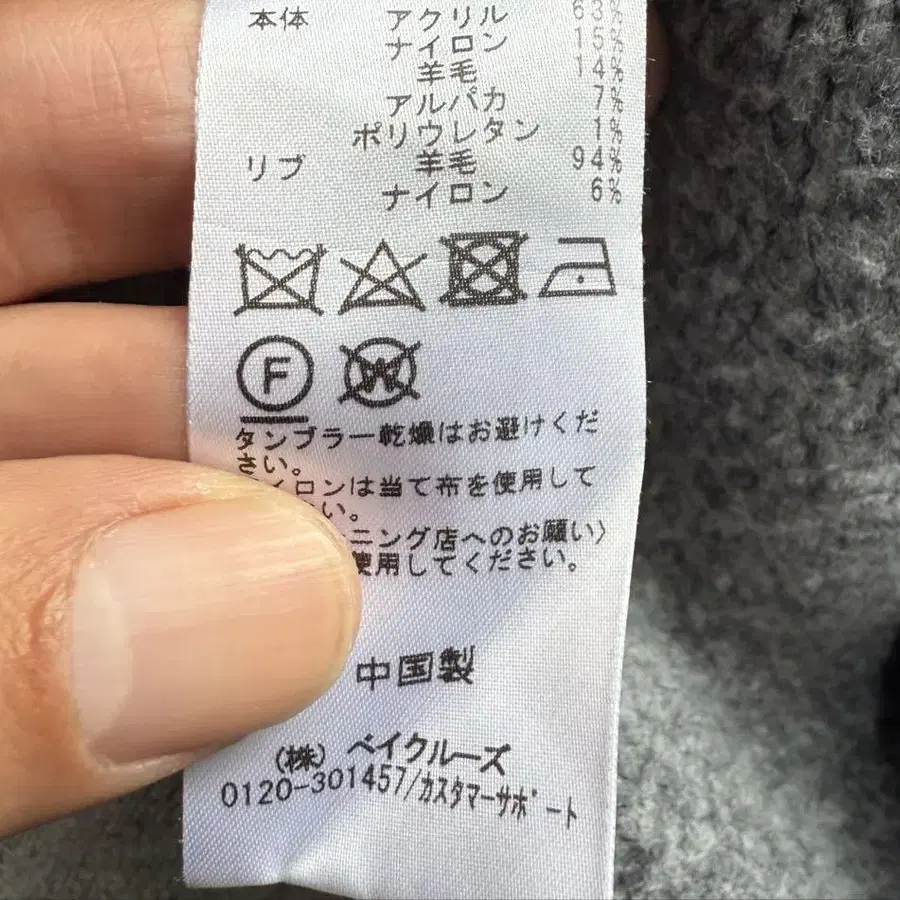 本体 アクリル 63%
ナイロン 15%
羊毛 14%
アルパカ 7%
ポリウレタン 1%
リブ 羊毛 94%
ナイロン 6%
F W
タンブラー乾燥はお避けくだ
さい。
イロンは当て布を使用して
い。
ニング店へのお願い〉
使用してください。
中国製
(株) ベイクルーズ
0120-301457/カスタマーサポート